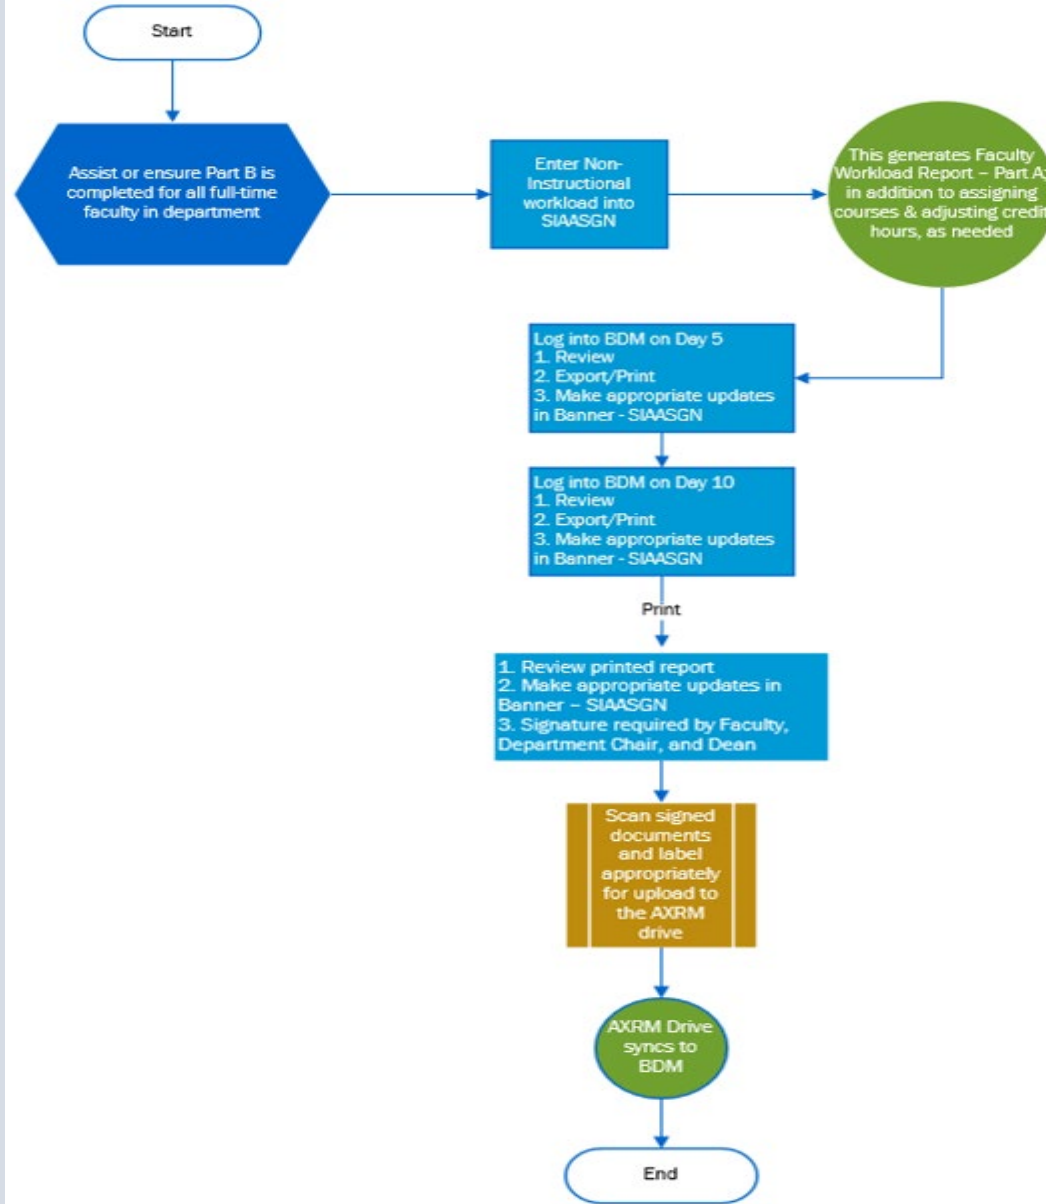 Start
Assist or ensure Part B is
completed for all full-time
faculty in department
Enter Non-
Instructional
workload into
SIAASGN
This generates Faculty
Workload Report – Part A;
in addition to assigning
courses & adjusting credit
hours, as needed
Log into BDM on Day 5
1. Review
2. Export/Print
3. Make appropriate updates
in Banner - SIAASGN
Log into BDM on Day 10
1. Review
2. Export/Print
3. Make appropriate updates
in Banner - SIAASGN
Print
1. Review printed report
2. Make appropriate updates in
Banner – SIAASGN
3. Signature required by Faculty,
Department Chair, and Dean
Scan signed
documents
and label
appropriately
for upload to
the AXRM
drive
AXRM Drive
syncs to
BDM
End